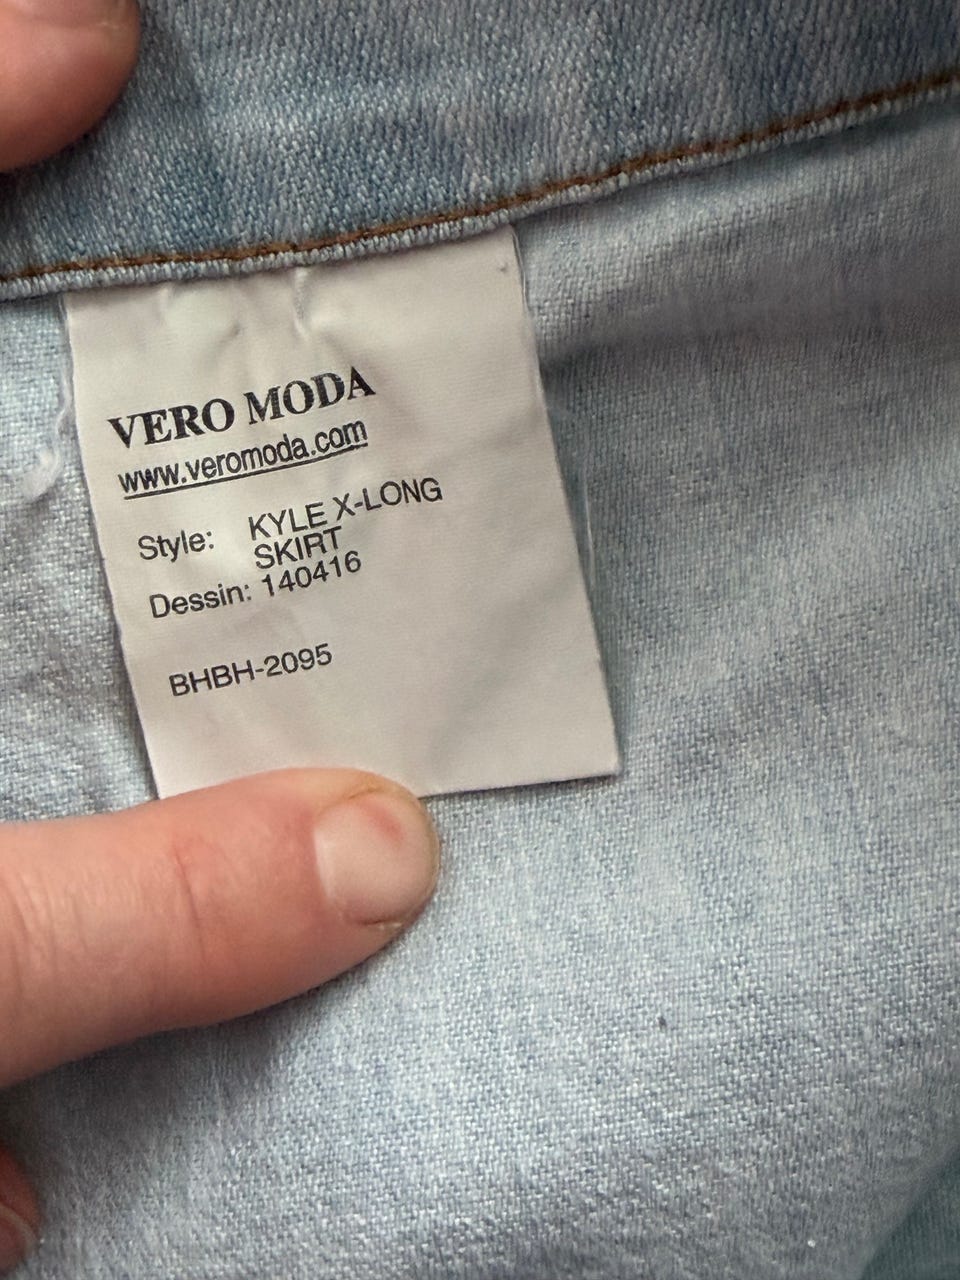 VERO MODA
www.veromoda.com
Style: KYLE X-LONG
SKIRT
Dessin: 140416
BHBH-2095